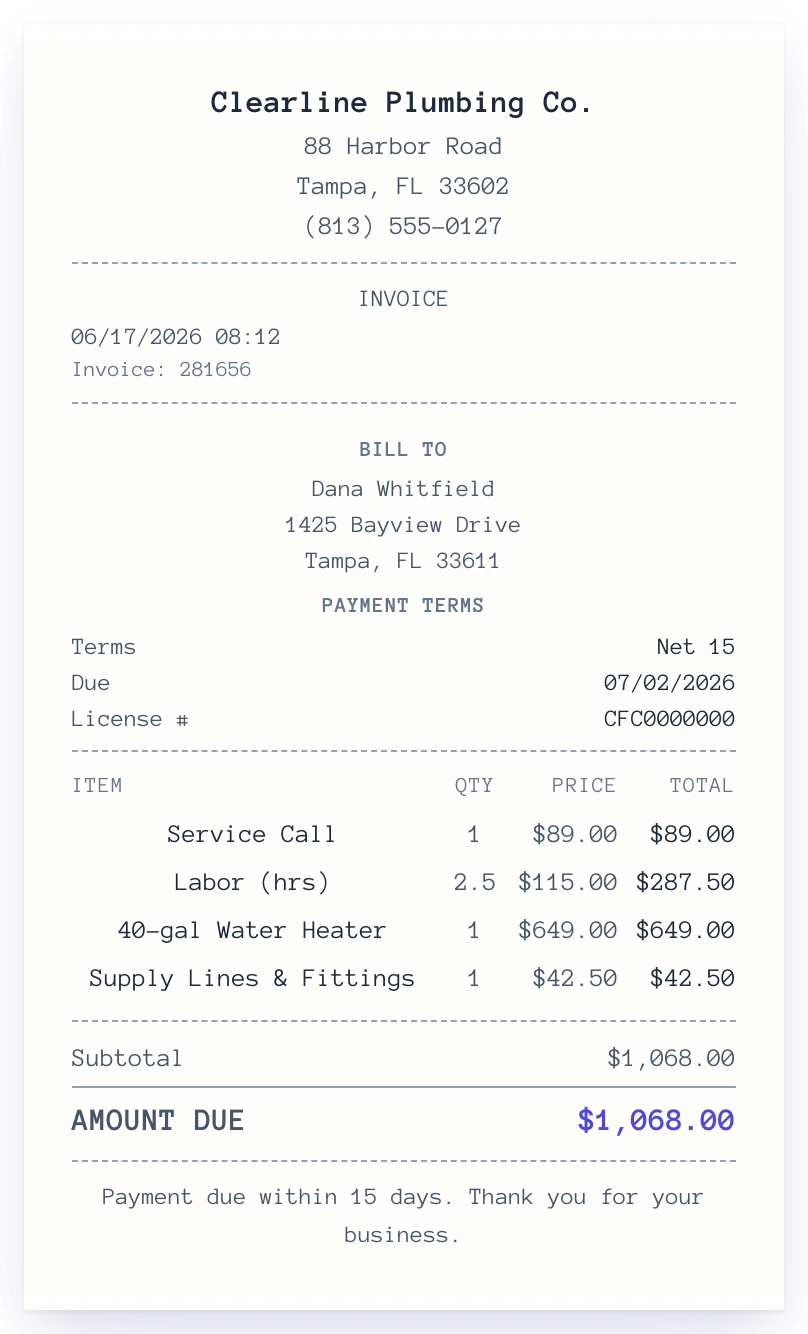 Clearline Plumbing Co.
88 Harbor Road
Tampa, FL 33602
(813) 555-0127
INVOICE
06/17/2026 08:12
Invoice: 281656
BILL TO
Dana Whitfield
1425 Bayview Drive
Tampa, FL 33611
PAYMENT TERMS
Terms Net 15
Due 07/02/2026
License # CFC0000000
ITEM QTY PRICE TOTAL
Service Call 1 $89.00 $89.00
Labor (hrs) 2.5 $115.00 $287.50
40-gal Water Heater 1 $649.00 $649.00
Supply Lines & Fittings 1 $42.50 $42.50
Subtotal $1,068.00
AMOUNT DUE $1,068.00
Payment due within 15 days. Thank you for your
business.